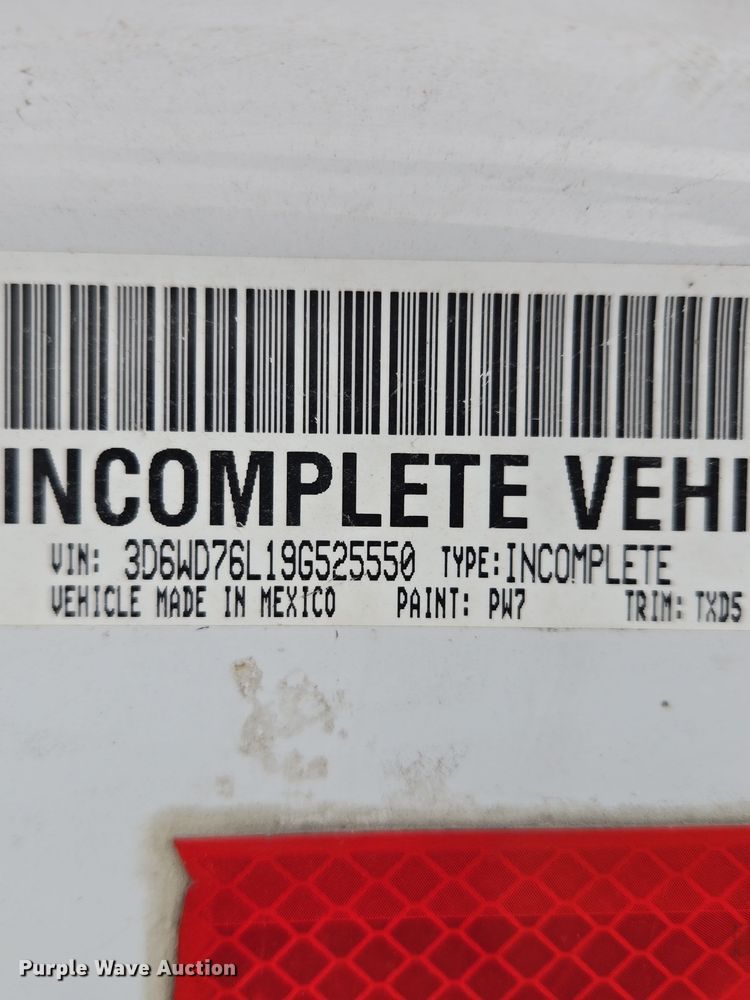 INCOMPLETE VEHI
VIN: 3D6WD76L19G525550 TYPE: INCOMPLETE
VEHICLE MADE IN MEXICO PAINT: PW7 TRIM: TXD5
Purple Wave Auction